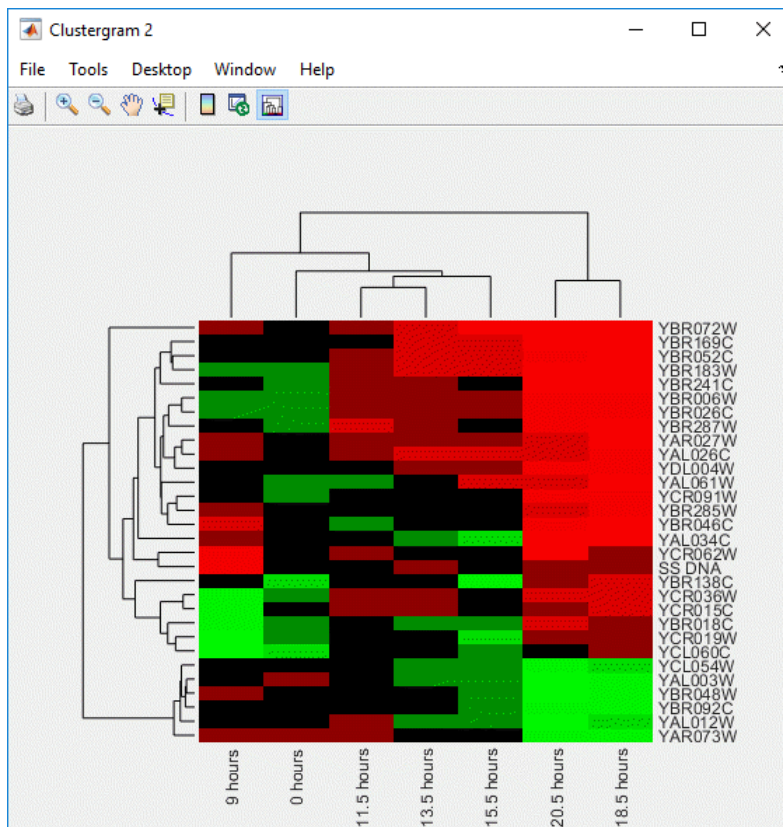 Clustergram 2
File Tools Desktop Window Help
YBR072W
YBR169C
YBR052C
YBR183W
YBR241C
YBR006W
YBR026C
YBR287W
YAR027W
YAL026C
YDL004W
YAL061W
YCR091W
YBR285W
YBR046C
YAL034C
YCR062W
SS DNA
YBR138C
YCR036W
YCR015C
YBR018C
YCR019W
YCL060C
YCL054W
YAL003W
YBR048W
YBR092C
YAL012W
YAR073W
9 hours
0 hours
11.5 hours
13.5 hours
15.5 hours
20.5 hours
18.5 hours